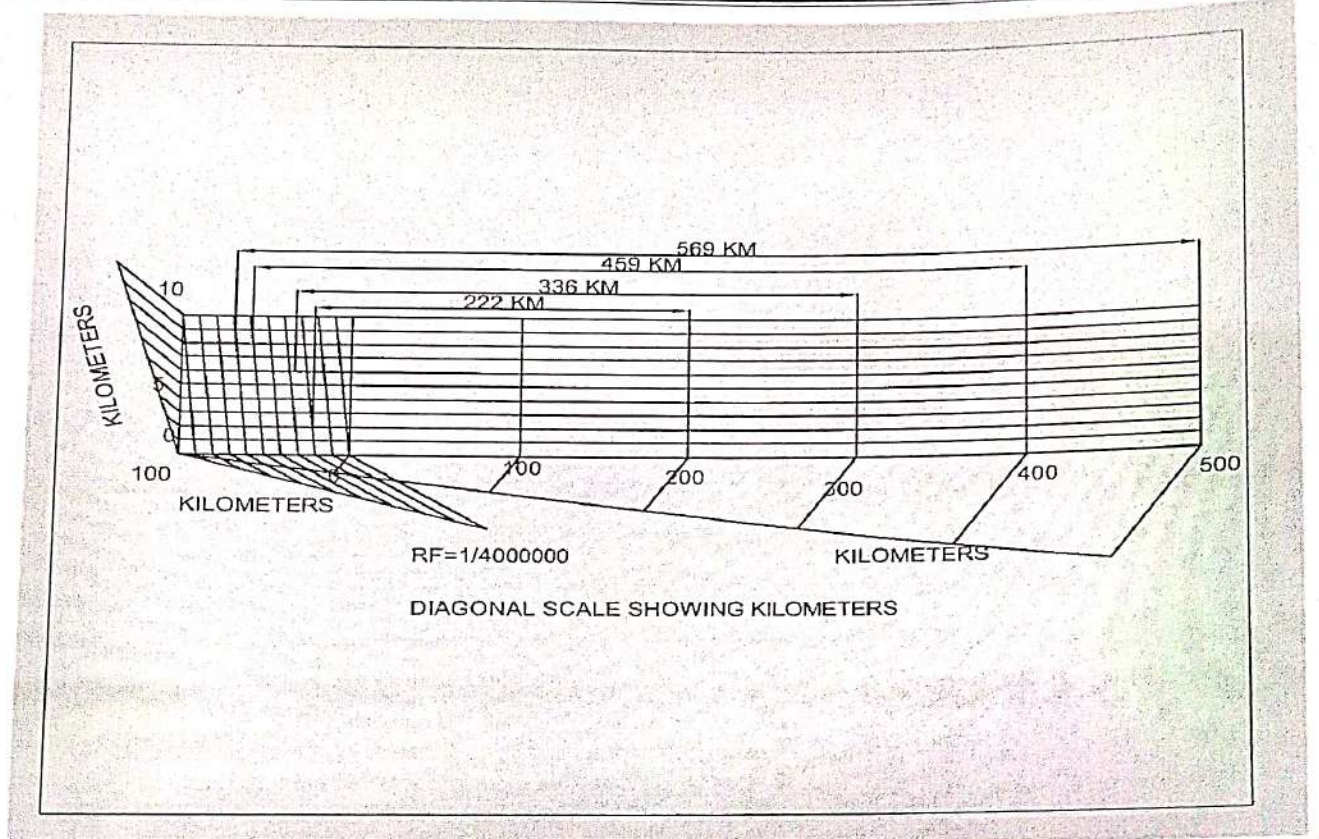 569 KM
459 KM
336 KM
222 KM
10
KILOMETERS
5
0
100
0
100
200
300
400
500
KILOMETERS
RF=1/4000000
KILOMETERS
DIAGONAL SCALE SHOWING KILOMETERS